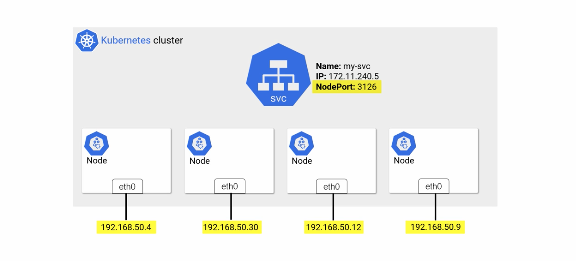 Kubernetes cluster
Name: my-svc
IP: 172.11.240.5
NodePort: 3126
svc
Node
Node
Node
Node
eth0
eth0
eth0
eth0
192.168.50.4
192.168.50.30
192.168.50.12
192.168.50.9